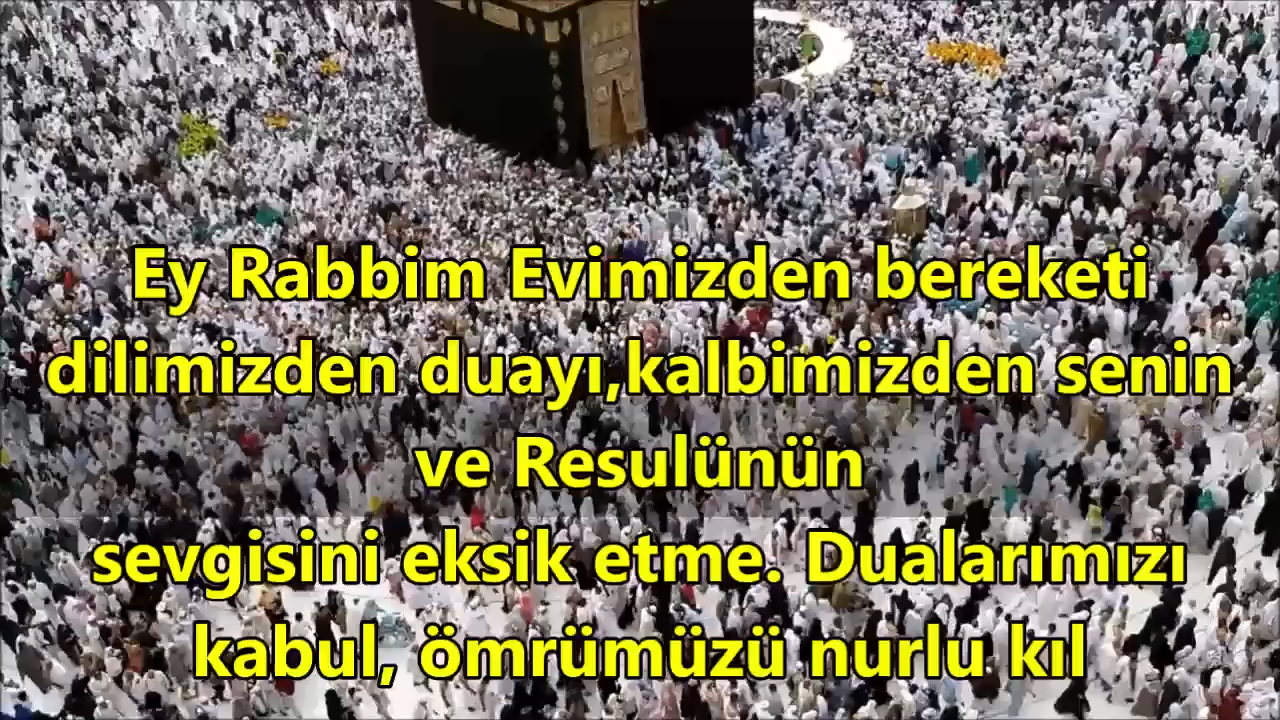 Ey Rabbim Evimizden bereketi
dilimizden duayı,kalbimizden senin
ve Resulünün
sevgisini eksik etme. Dualarımızı
kabul, ömrümüzü nurlu kıl